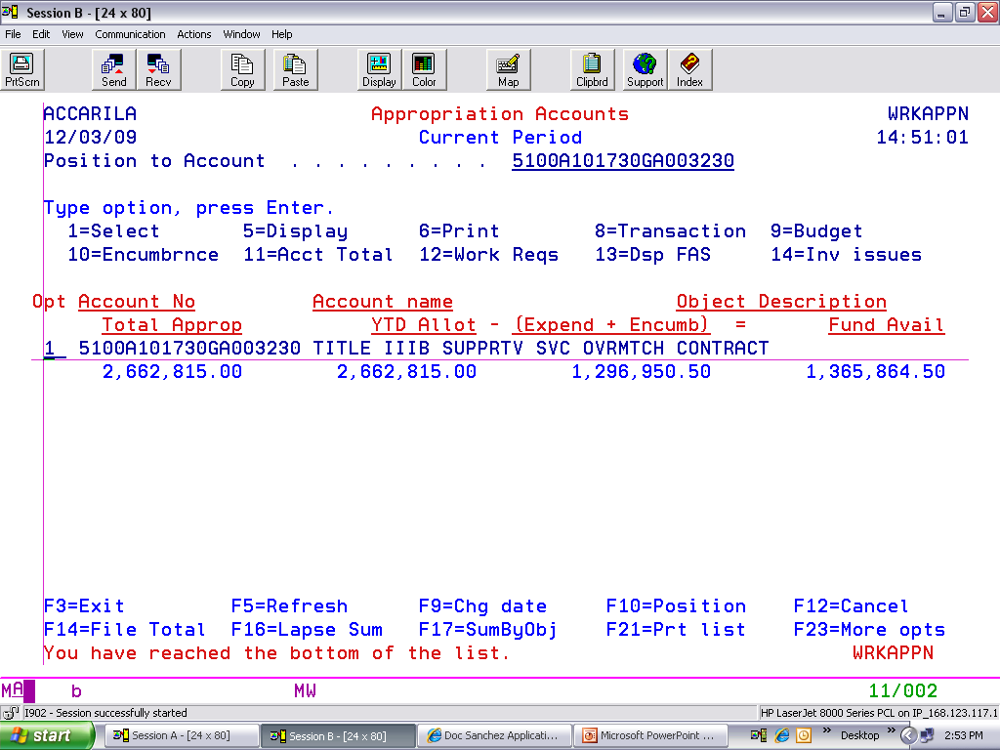 Session B - [24 x 80]
File Edit View Communication Actions Window Help
PrtScrn Send Recv Copy Paste Display Color Map Clipbrd Support Index
ACCARILA Appropriation Accounts WRKAPPN
12/03/09 Current Period 14:51:01
Position to Account . . . . . . . . . 5100A101730GA003230
Type option, press Enter.
1=Select 5=Display 6=Print 8=Transaction 9=Budget
10=Encumbrnce 11=Acct Total 12=Work Reqs 13=Dsp FAS 14=Inv issues
Opt Account No Account name Object Description
Total Approp YTD Allot - (Expend + Encumb) = Fund Avail
1 5100A101730GA003230 TITLE IIIB SUPPRTV SVC OVRMTCH CONTRACT
2,662,815.00 2,662,815.00 1,296,950.50 1,365,864.50
F3=Exit F5=Refresh F9=Chg date F10=Position F12=Cancel
F14=File Total F16=Lapse Sum F17=SumByObj F21=Prt list F23=More opts
You have reached the bottom of the list. WRKAPPN
MA b MW 11/002
I902 - Session successfully started HP LaserJet 8000 Series PCL on IP_168.123.117.1
start Session A - [24 x 80] Session B - [24 x 80] Doc Sanchez Applicati... Microsoft PowerPoint ... Desktop 2:53 PM